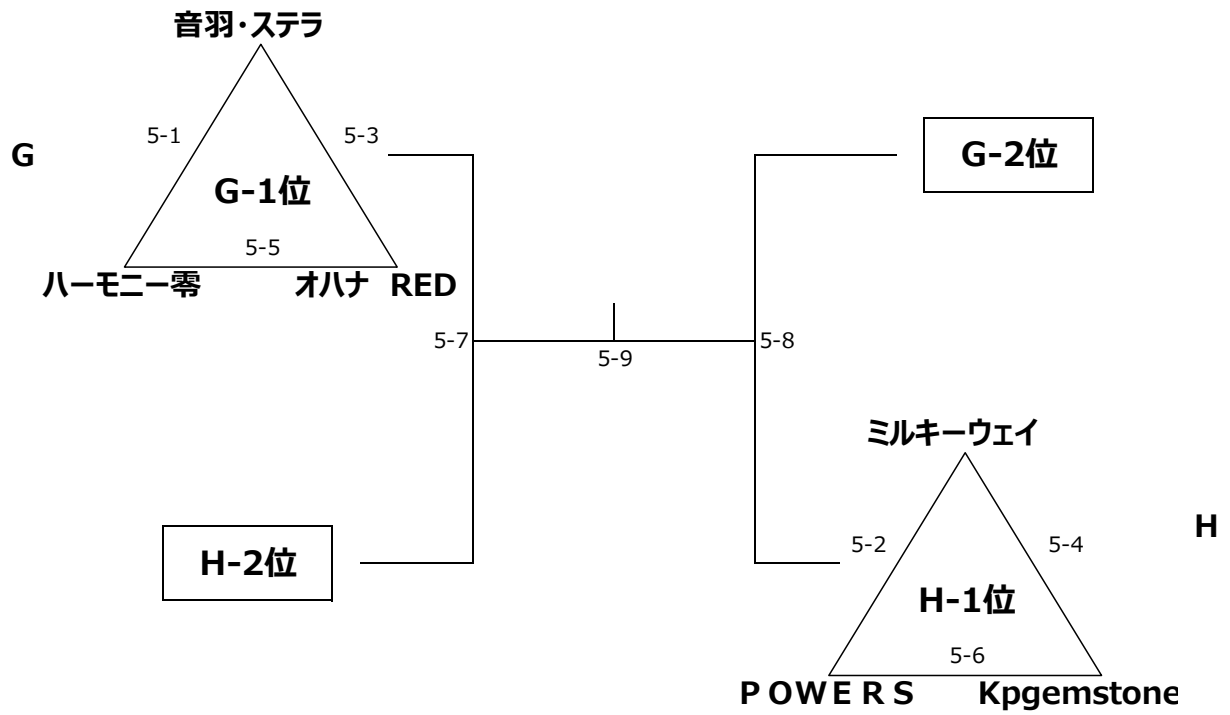 音羽・ステラ
5-1
5-3
G
G-1位
G-2位
5-5
ハーモニー零
オハナ RED
5-7
5-9
5-8
ミルキーウェイ
H
5-2
5-4
H-2位
H-1位
5-6
ＰＯＷＥＲＳ
Kpgemstone